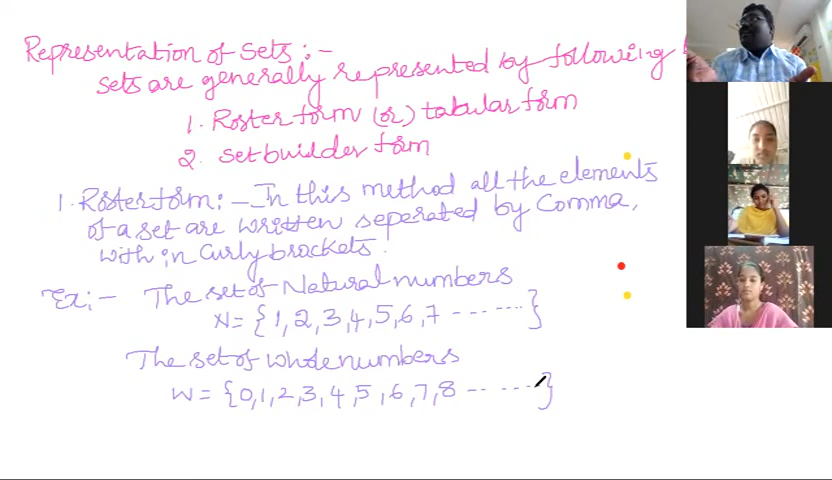 Representation of Sets :-
sets are generally represented by following
1. Roster form (or) tabular form
2. set builder form
1. Roster form:- In this method all the elements
of a set are written seperated by Comma,
with in Curly brackets.
Ex:- The set of Natural numbers
N = {1, 2, 3, 4, 5, 6, 7 --- ---- }
The set of whole numbers
W = {0, 1, 2, 3, 4, 5, 6, 7, 8 -- ---- }